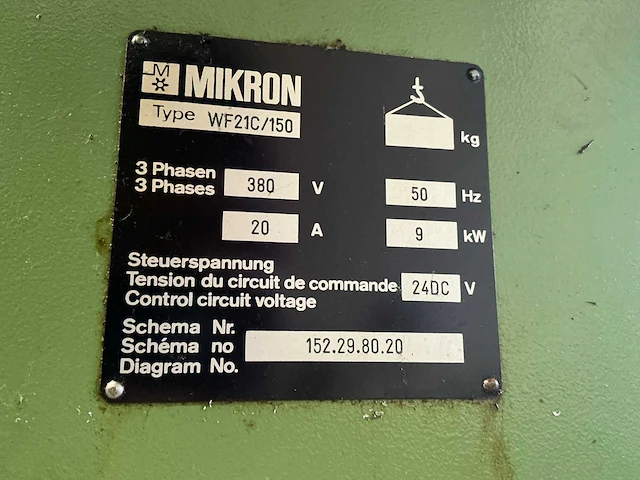 M MIKRON
Type WF21C/150
kg
3 Phasen
3 Phases 380 V 50 Hz
20 A 9 kW
Steuerspannung
Tension du circuit de commande 24DC V
Control circuit voltage
Schema Nr.
Schéma no 152.29.80.20
Diagram No.